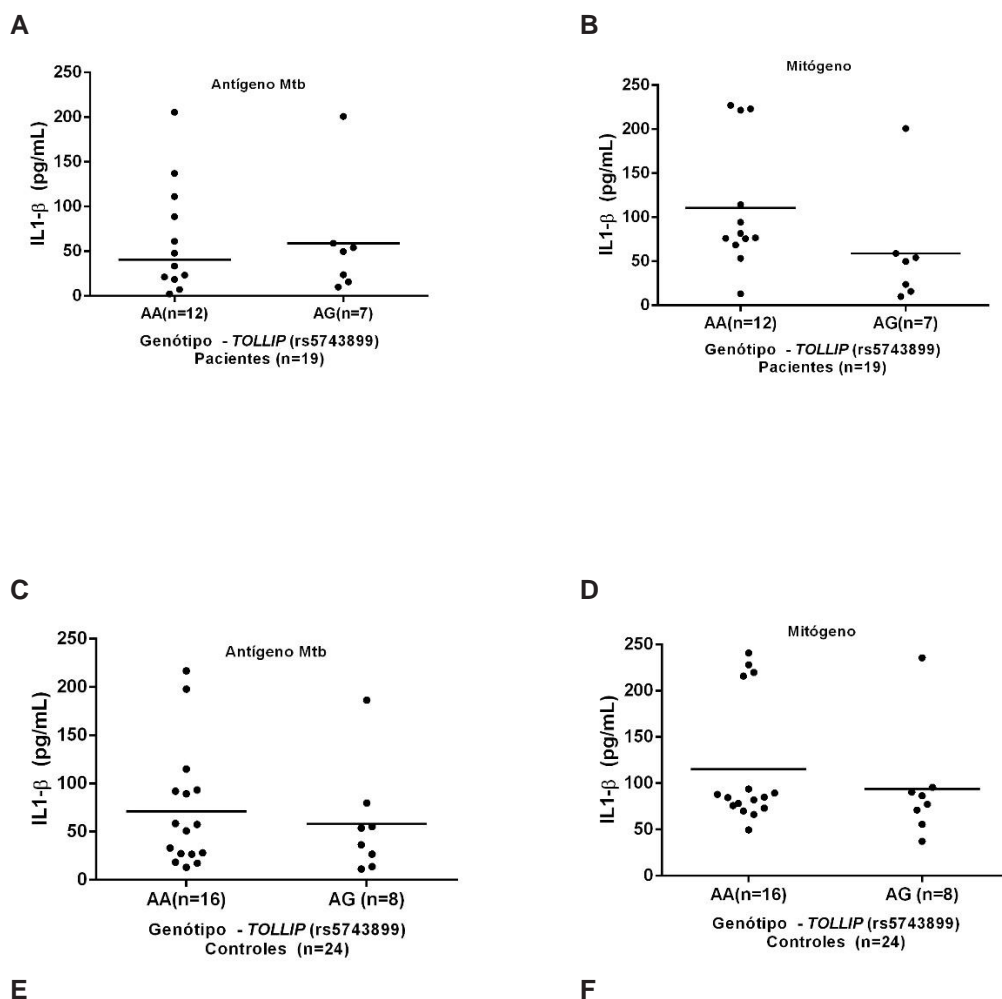 A
Antígeno Mtb
IL1-β (pg/mL)
250
200
150
100
50
0
AA(n=12) AG(n=7)
Genótipo - TOLLIP (rs5743899)
Pacientes (n=19)
B
Mitógeno
IL1-β (pg/mL)
250
200
150
100
50
0
AA(n=12) AG(n=7)
Genótipo - TOLLIP (rs5743899)
Pacientes (n=19)
C
Antígeno Mtb
IL1-β (pg/mL)
250
200
150
100
50
0
AA(n=16) AG (n=8)
Genótipo - TOLLIP (rs5743899)
Controles (n=24)
D
Mitógeno
IL1-β (pg/mL)
250
200
150
100
50
0
AA(n=16) AG (n=8)
Genótipo - TOLLIP (rs5743899)
Controles (n=24)
E
F